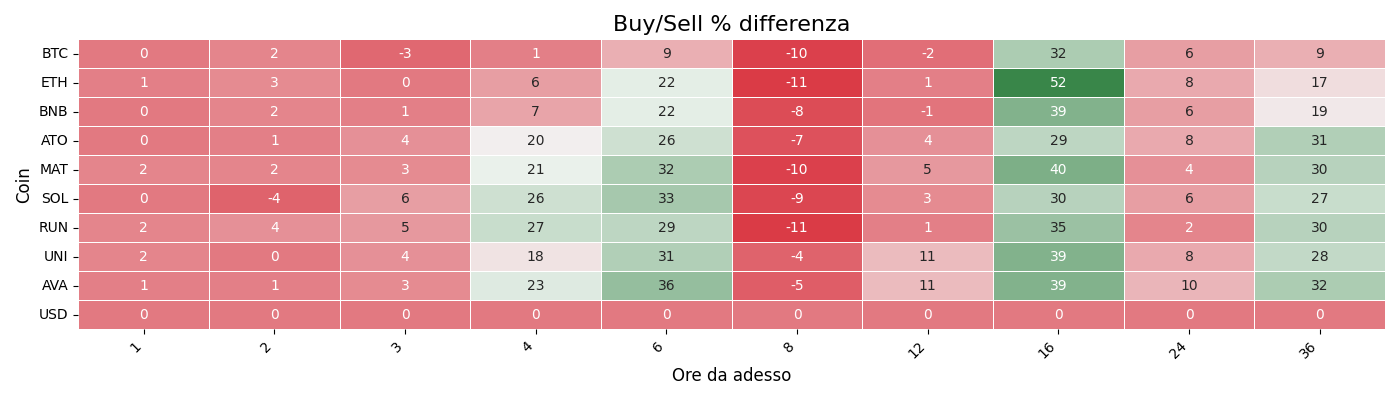 Buy/Sell % differenza
Coin
BTC 0 2 -3 1 9 -10 -2 32 6 9
ETH 1 3 0 6 22 -11 1 52 8 17
BNB 0 2 1 7 22 -8 -1 39 6 19
ATO 0 1 4 20 26 -7 4 29 8 31
MAT 2 2 3 21 32 -10 5 40 4 30
SOL 0 -4 6 26 33 -9 3 30 6 27
RUN 2 4 5 27 29 -11 1 35 2 30
UNI 2 0 4 18 31 -4 11 39 8 28
AVA 1 1 3 23 36 -5 11 39 10 32
USD 0 0 0 0 0 0 0 0 0 0
1 2 3 4 6 8 12 16 24 36
Ore da adesso